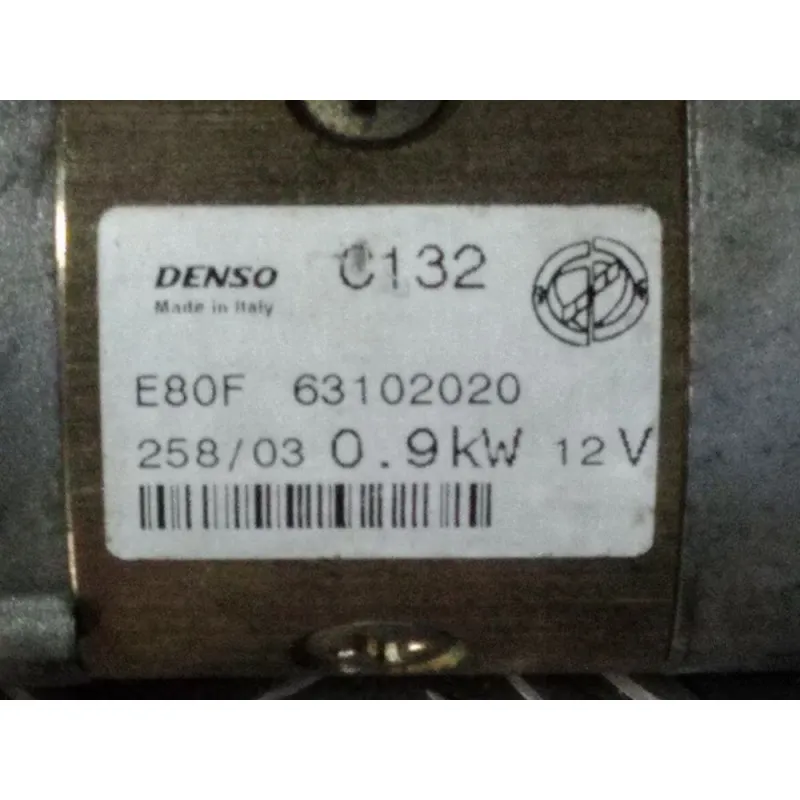 DENSO C132
Made in Italy
E80F 63102020
258/03 0.9kW 12V